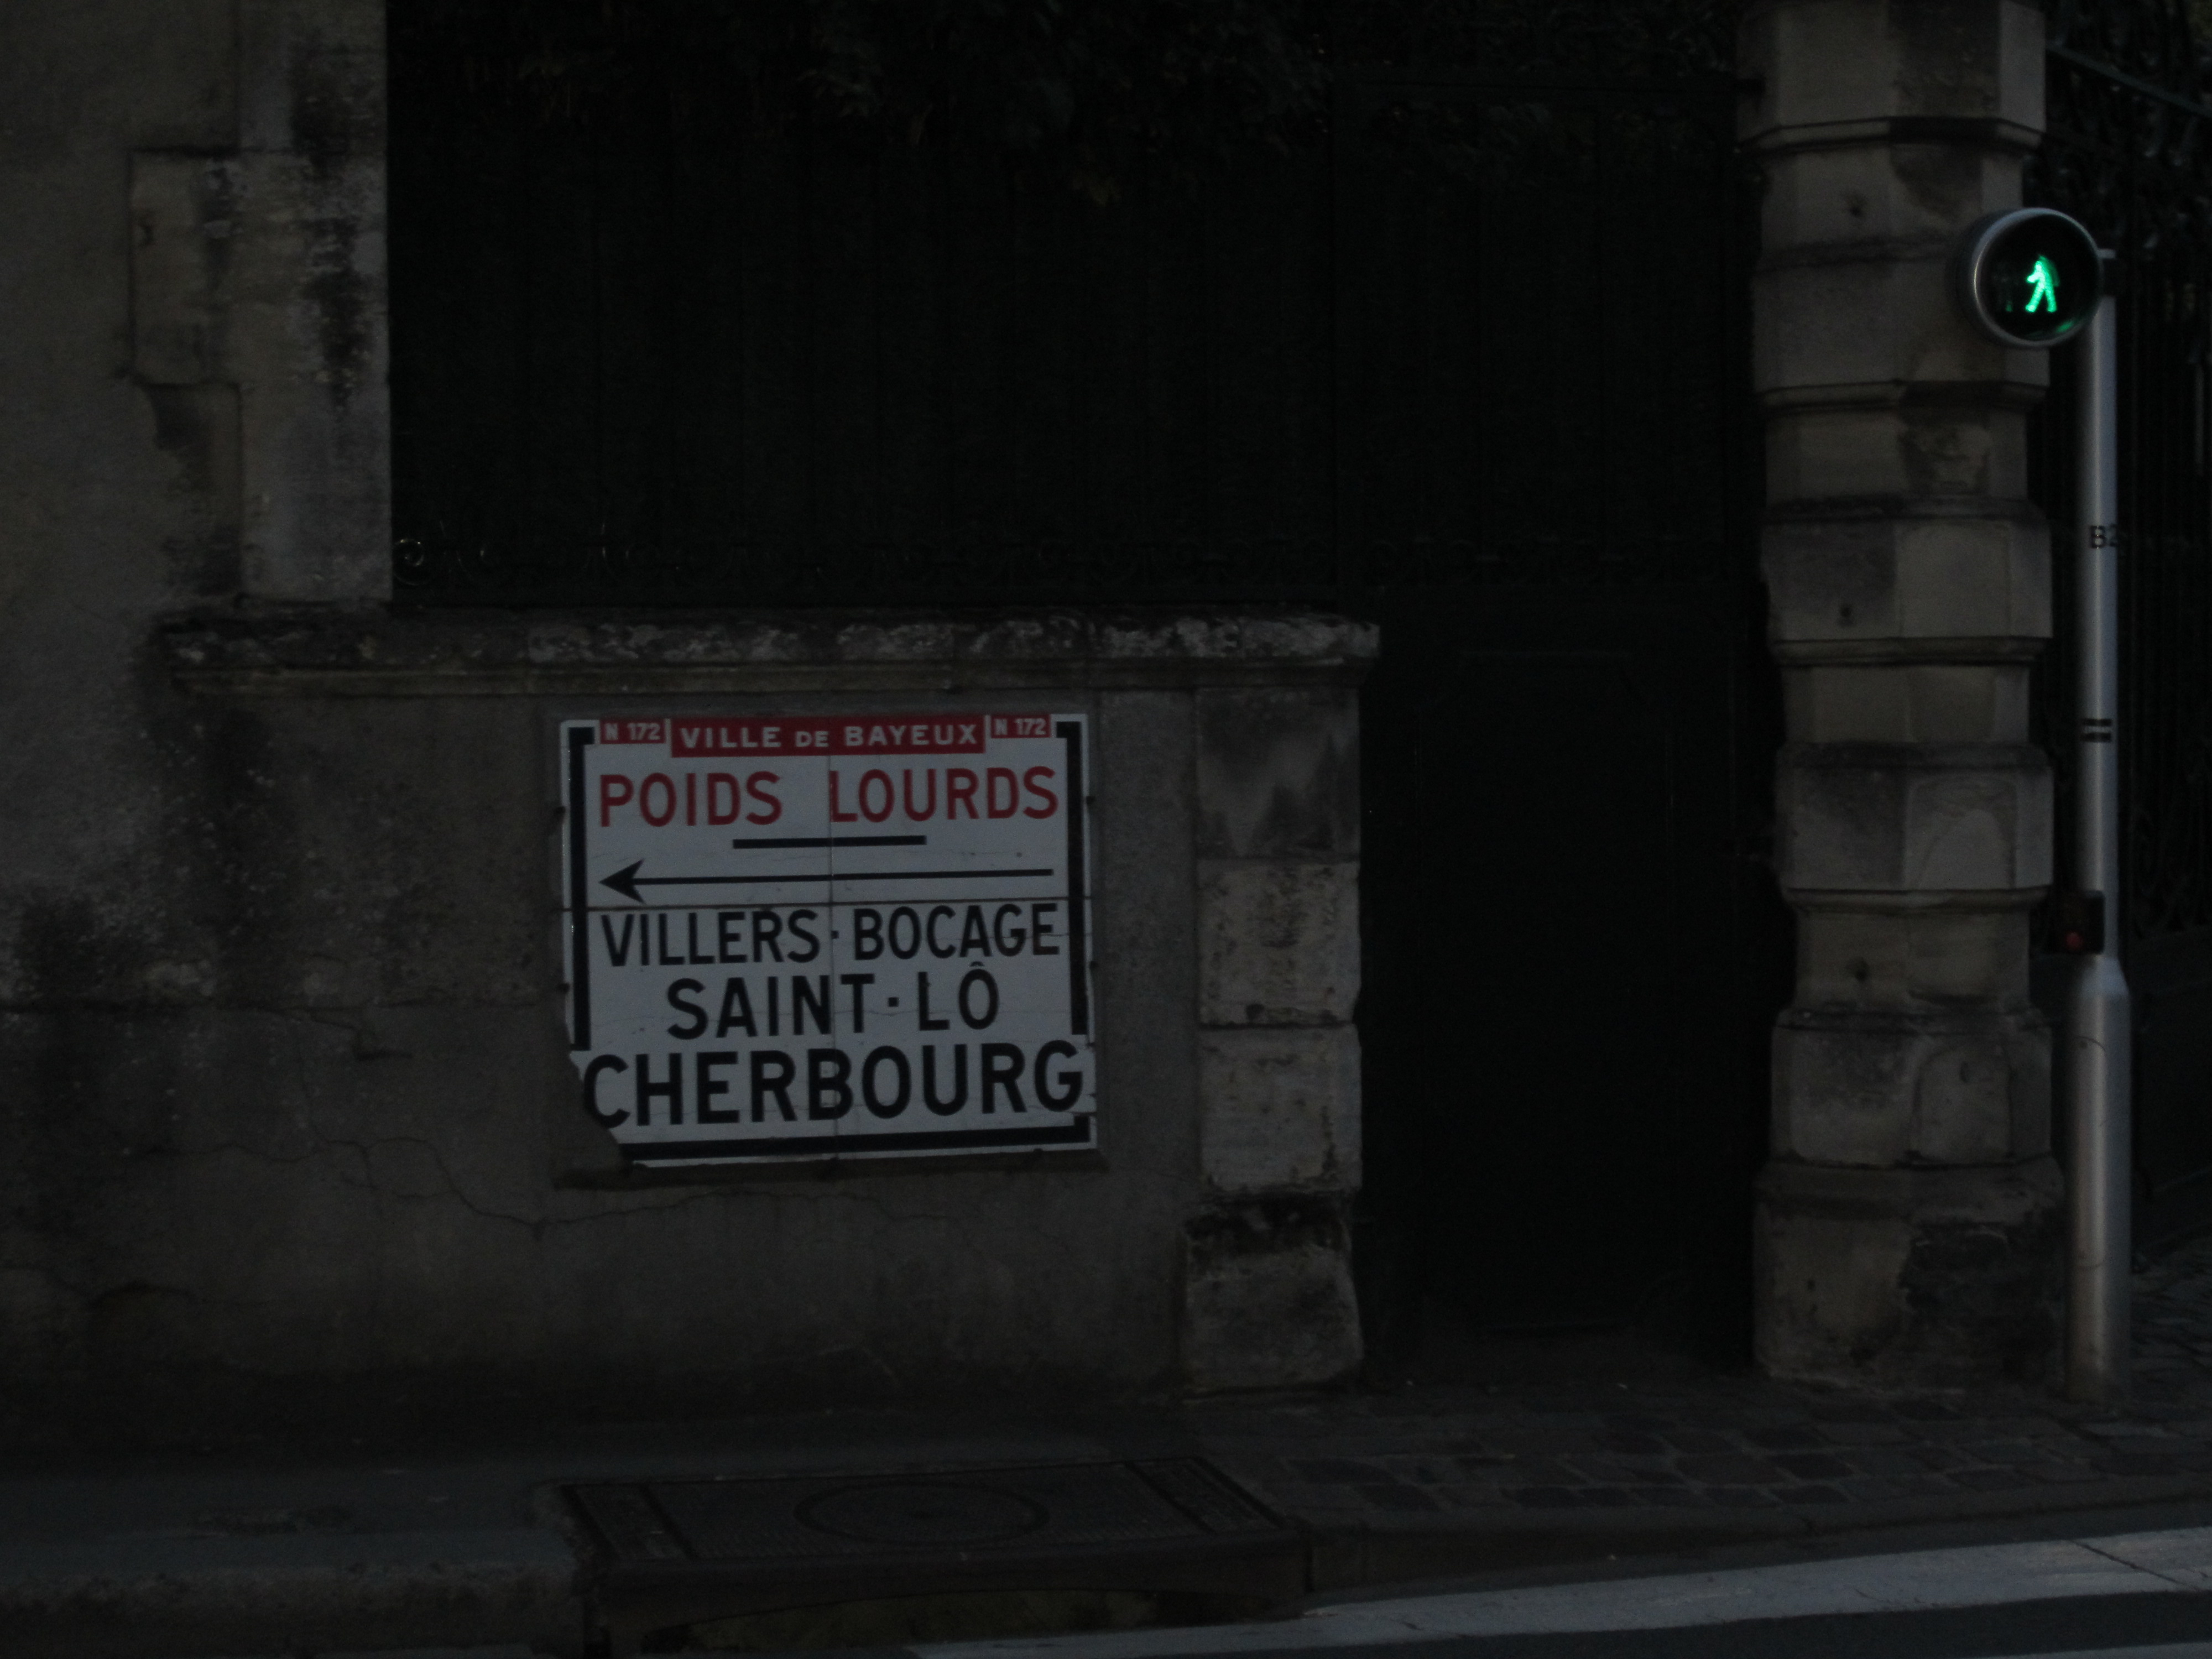 N 172 VILLE DE BAYEUX N 172
POIDS LOURDS
VILLERS·BOCAGE
SAINT·LÔ
CHERBOURG